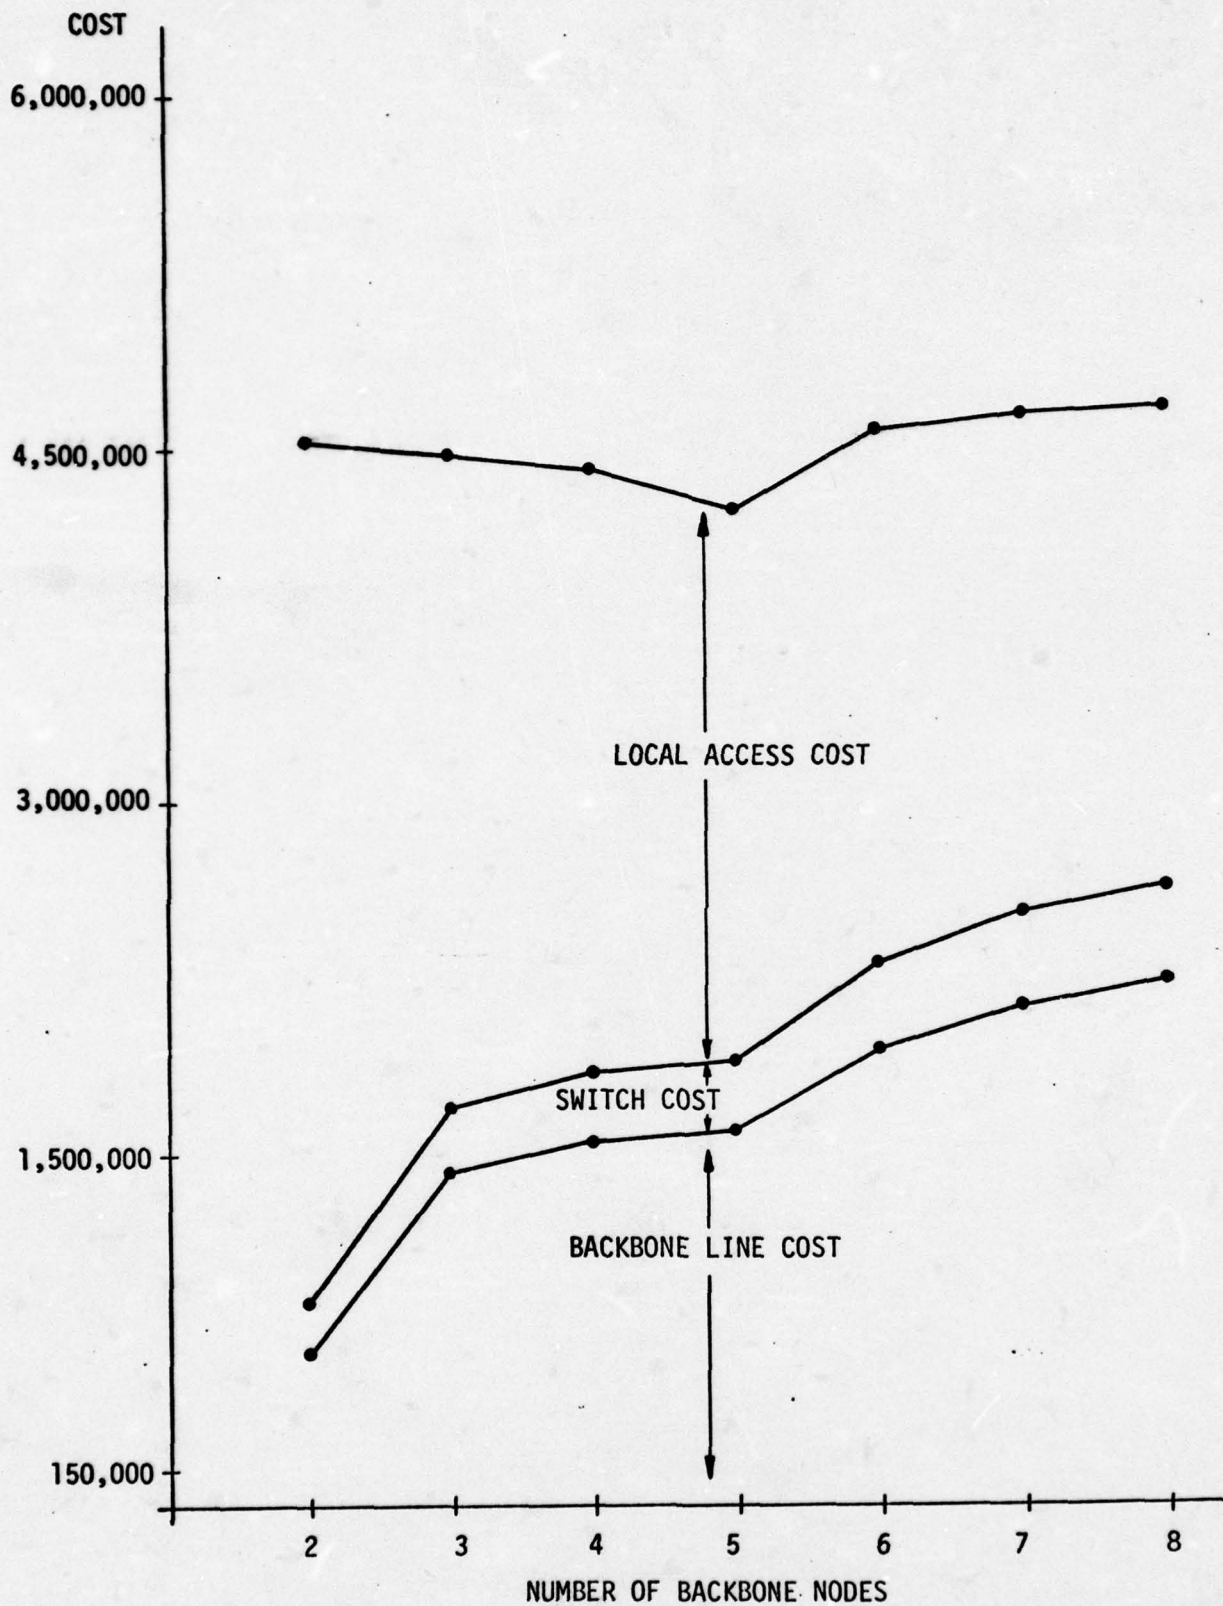 COST
6,000,000
4,500,000
LOCAL ACCESS COST
3,000,000
SWITCH COST
1,500,000
BACKBONE LINE COST
150,000
2 3 4 5 6 7 8
NUMBER OF BACKBONE NODES